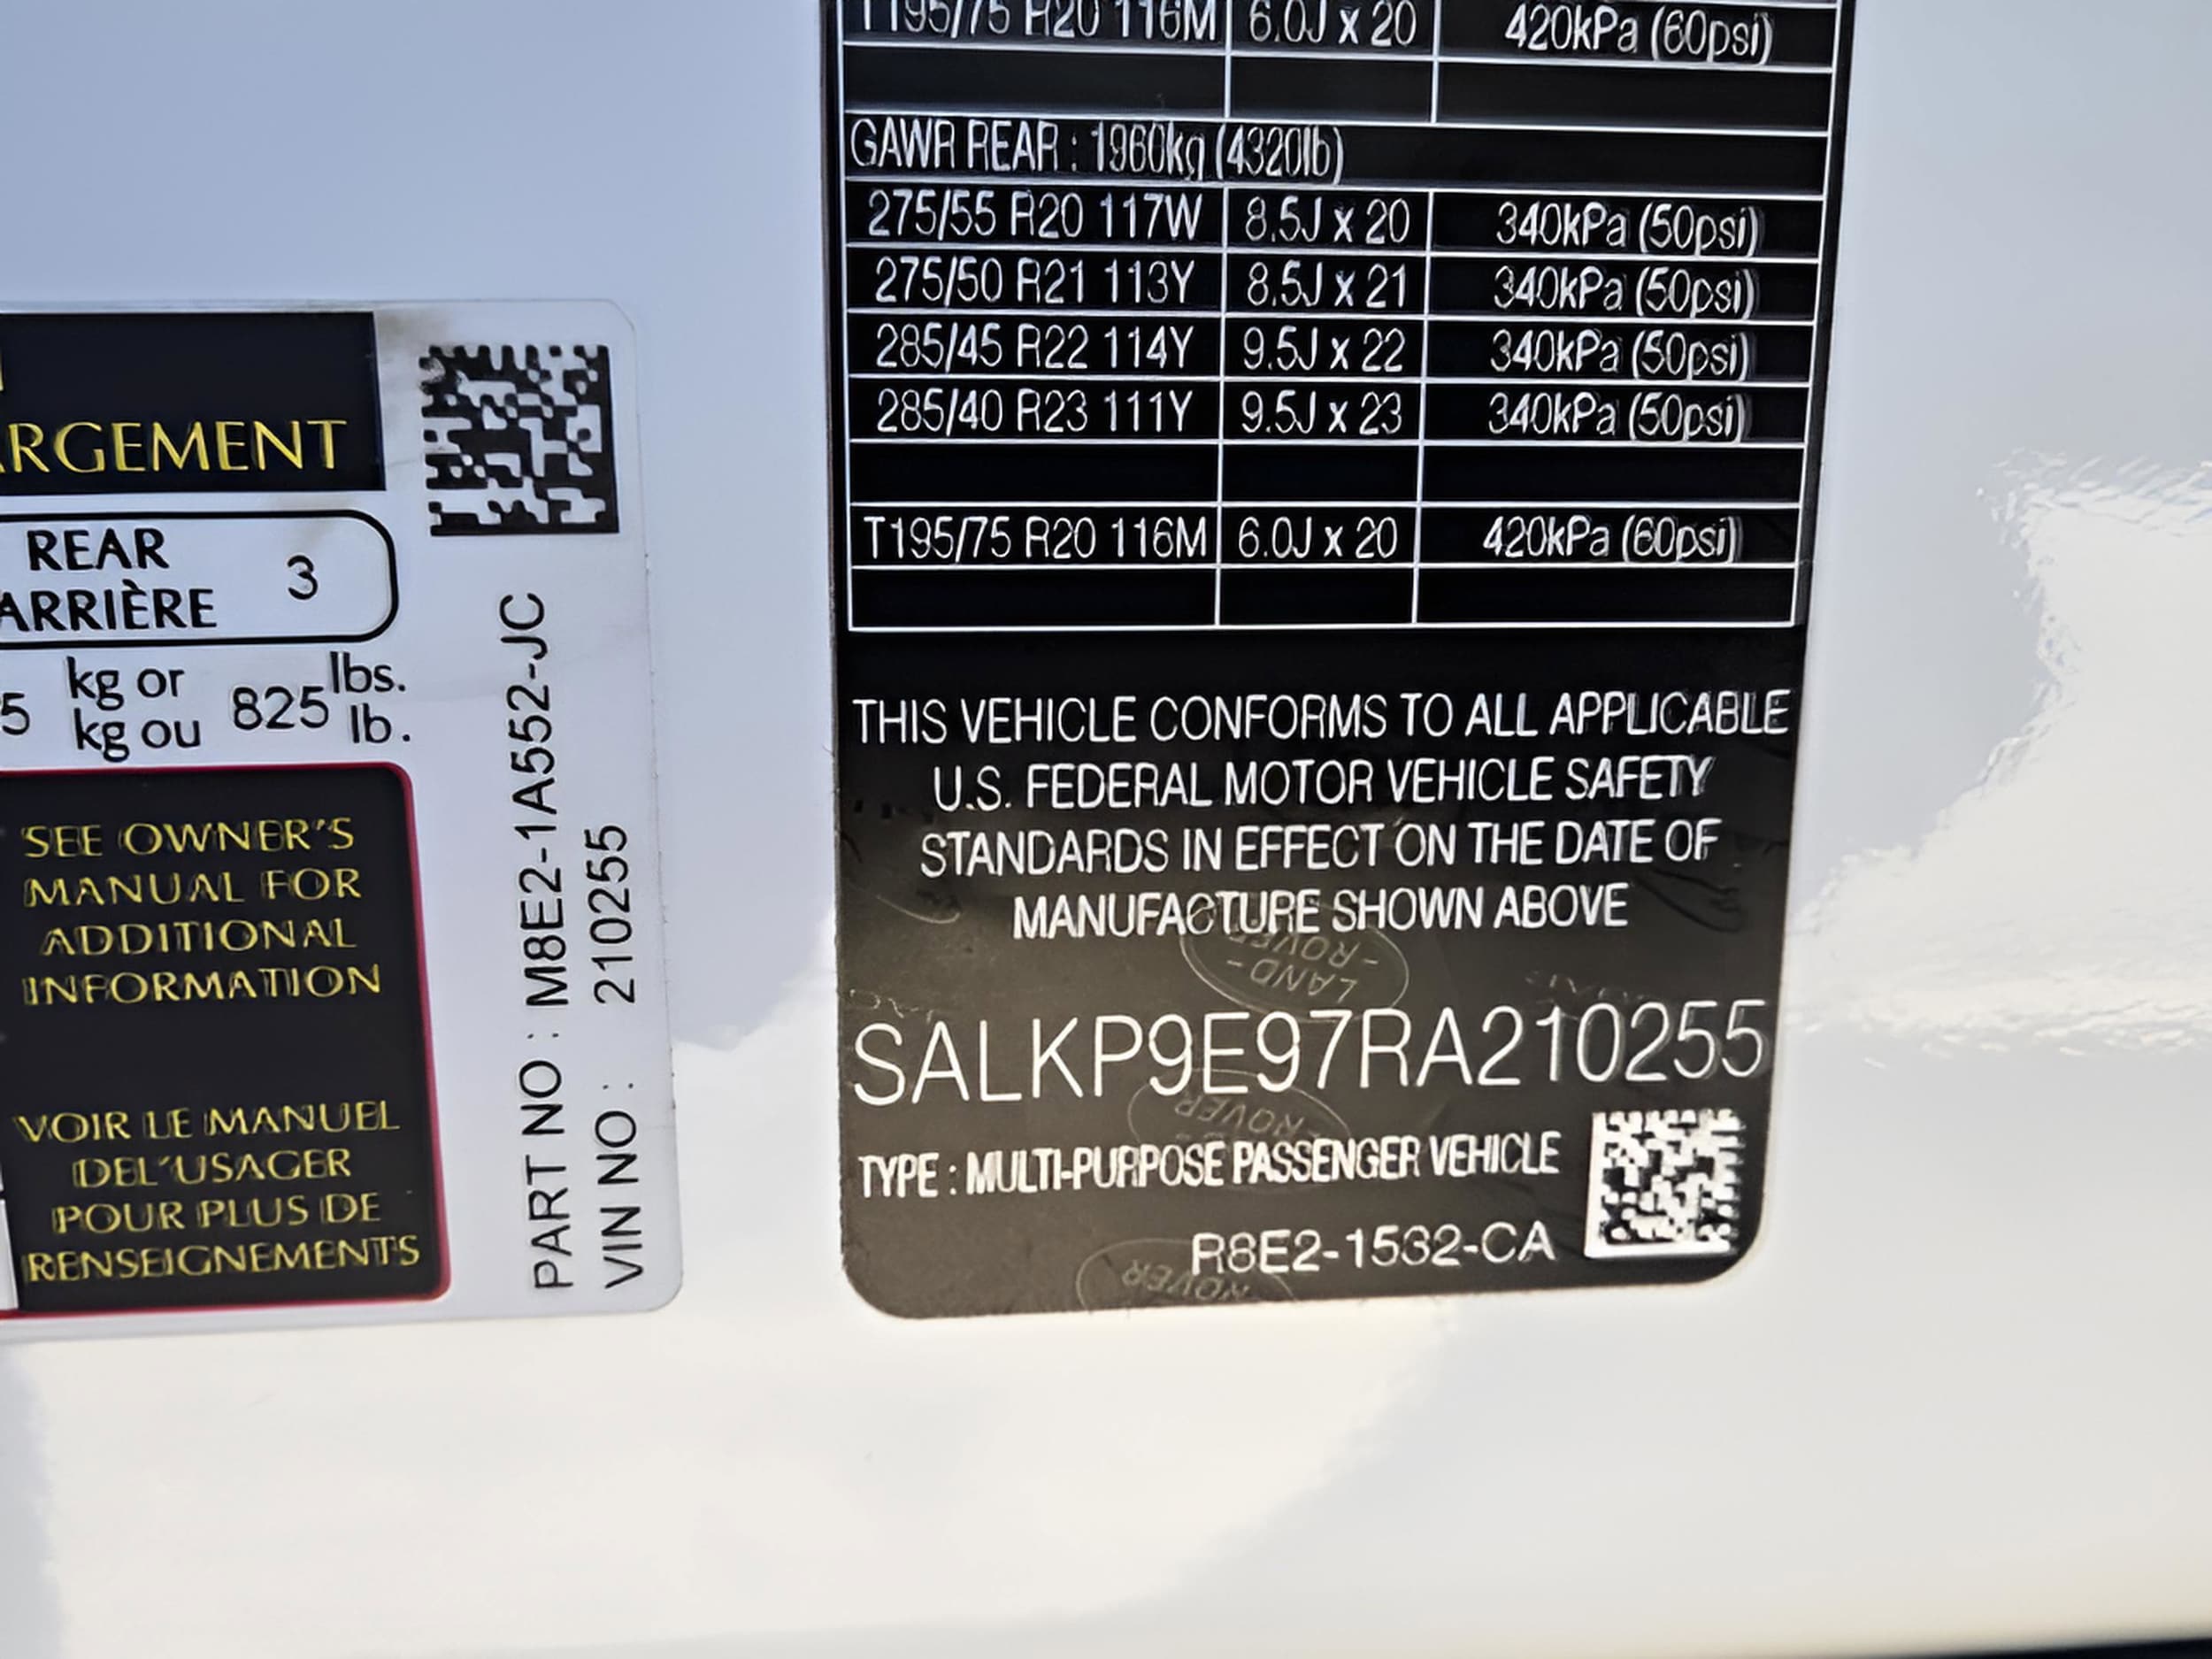 ARGEMENT
REAR
ARRIÈRE 3
5 kg or
kg ou 825 lbs.
lb.
SEE OWNER'S
MANUAL FOR
ADDITIONAL
INFORMATION
VOIR LE MANUEL
DEL'USAGER
POUR PLUS DE
RENSEIGNEMENTS
PART NO : M8E2-1A552-JC
VIN NO : 210255
T195/75 R20 116M 6.0J x 20 420kPa (60psi)
GAWR REAR : 1960kg (4320lb)
275/55 R20 117W 8.5J x 20 340kPa (50psi)
275/50 R21 113Y 8.5J x 21 340kPa (50psi)
285/45 R22 114Y 9.5J x 22 340kPa (50psi)
285/40 R23 111Y 9.5J x 23 340kPa (50psi)
T195/75 R20 116M 6.0J x 20 420kPa (60psi)
THIS VEHICLE CONFORMS TO ALL APPLICABLE
U.S. FEDERAL MOTOR VEHICLE SAFETY
STANDARDS IN EFFECT ON THE DATE OF
MANUFACTURE SHOWN ABOVE
LAND-
-ROVER
SALKP9E97RA210255
-ROVER
TYPE : MULTI-PURPOSE PASSENGER VEHICLE
R8E2-1532-CA
ROVER